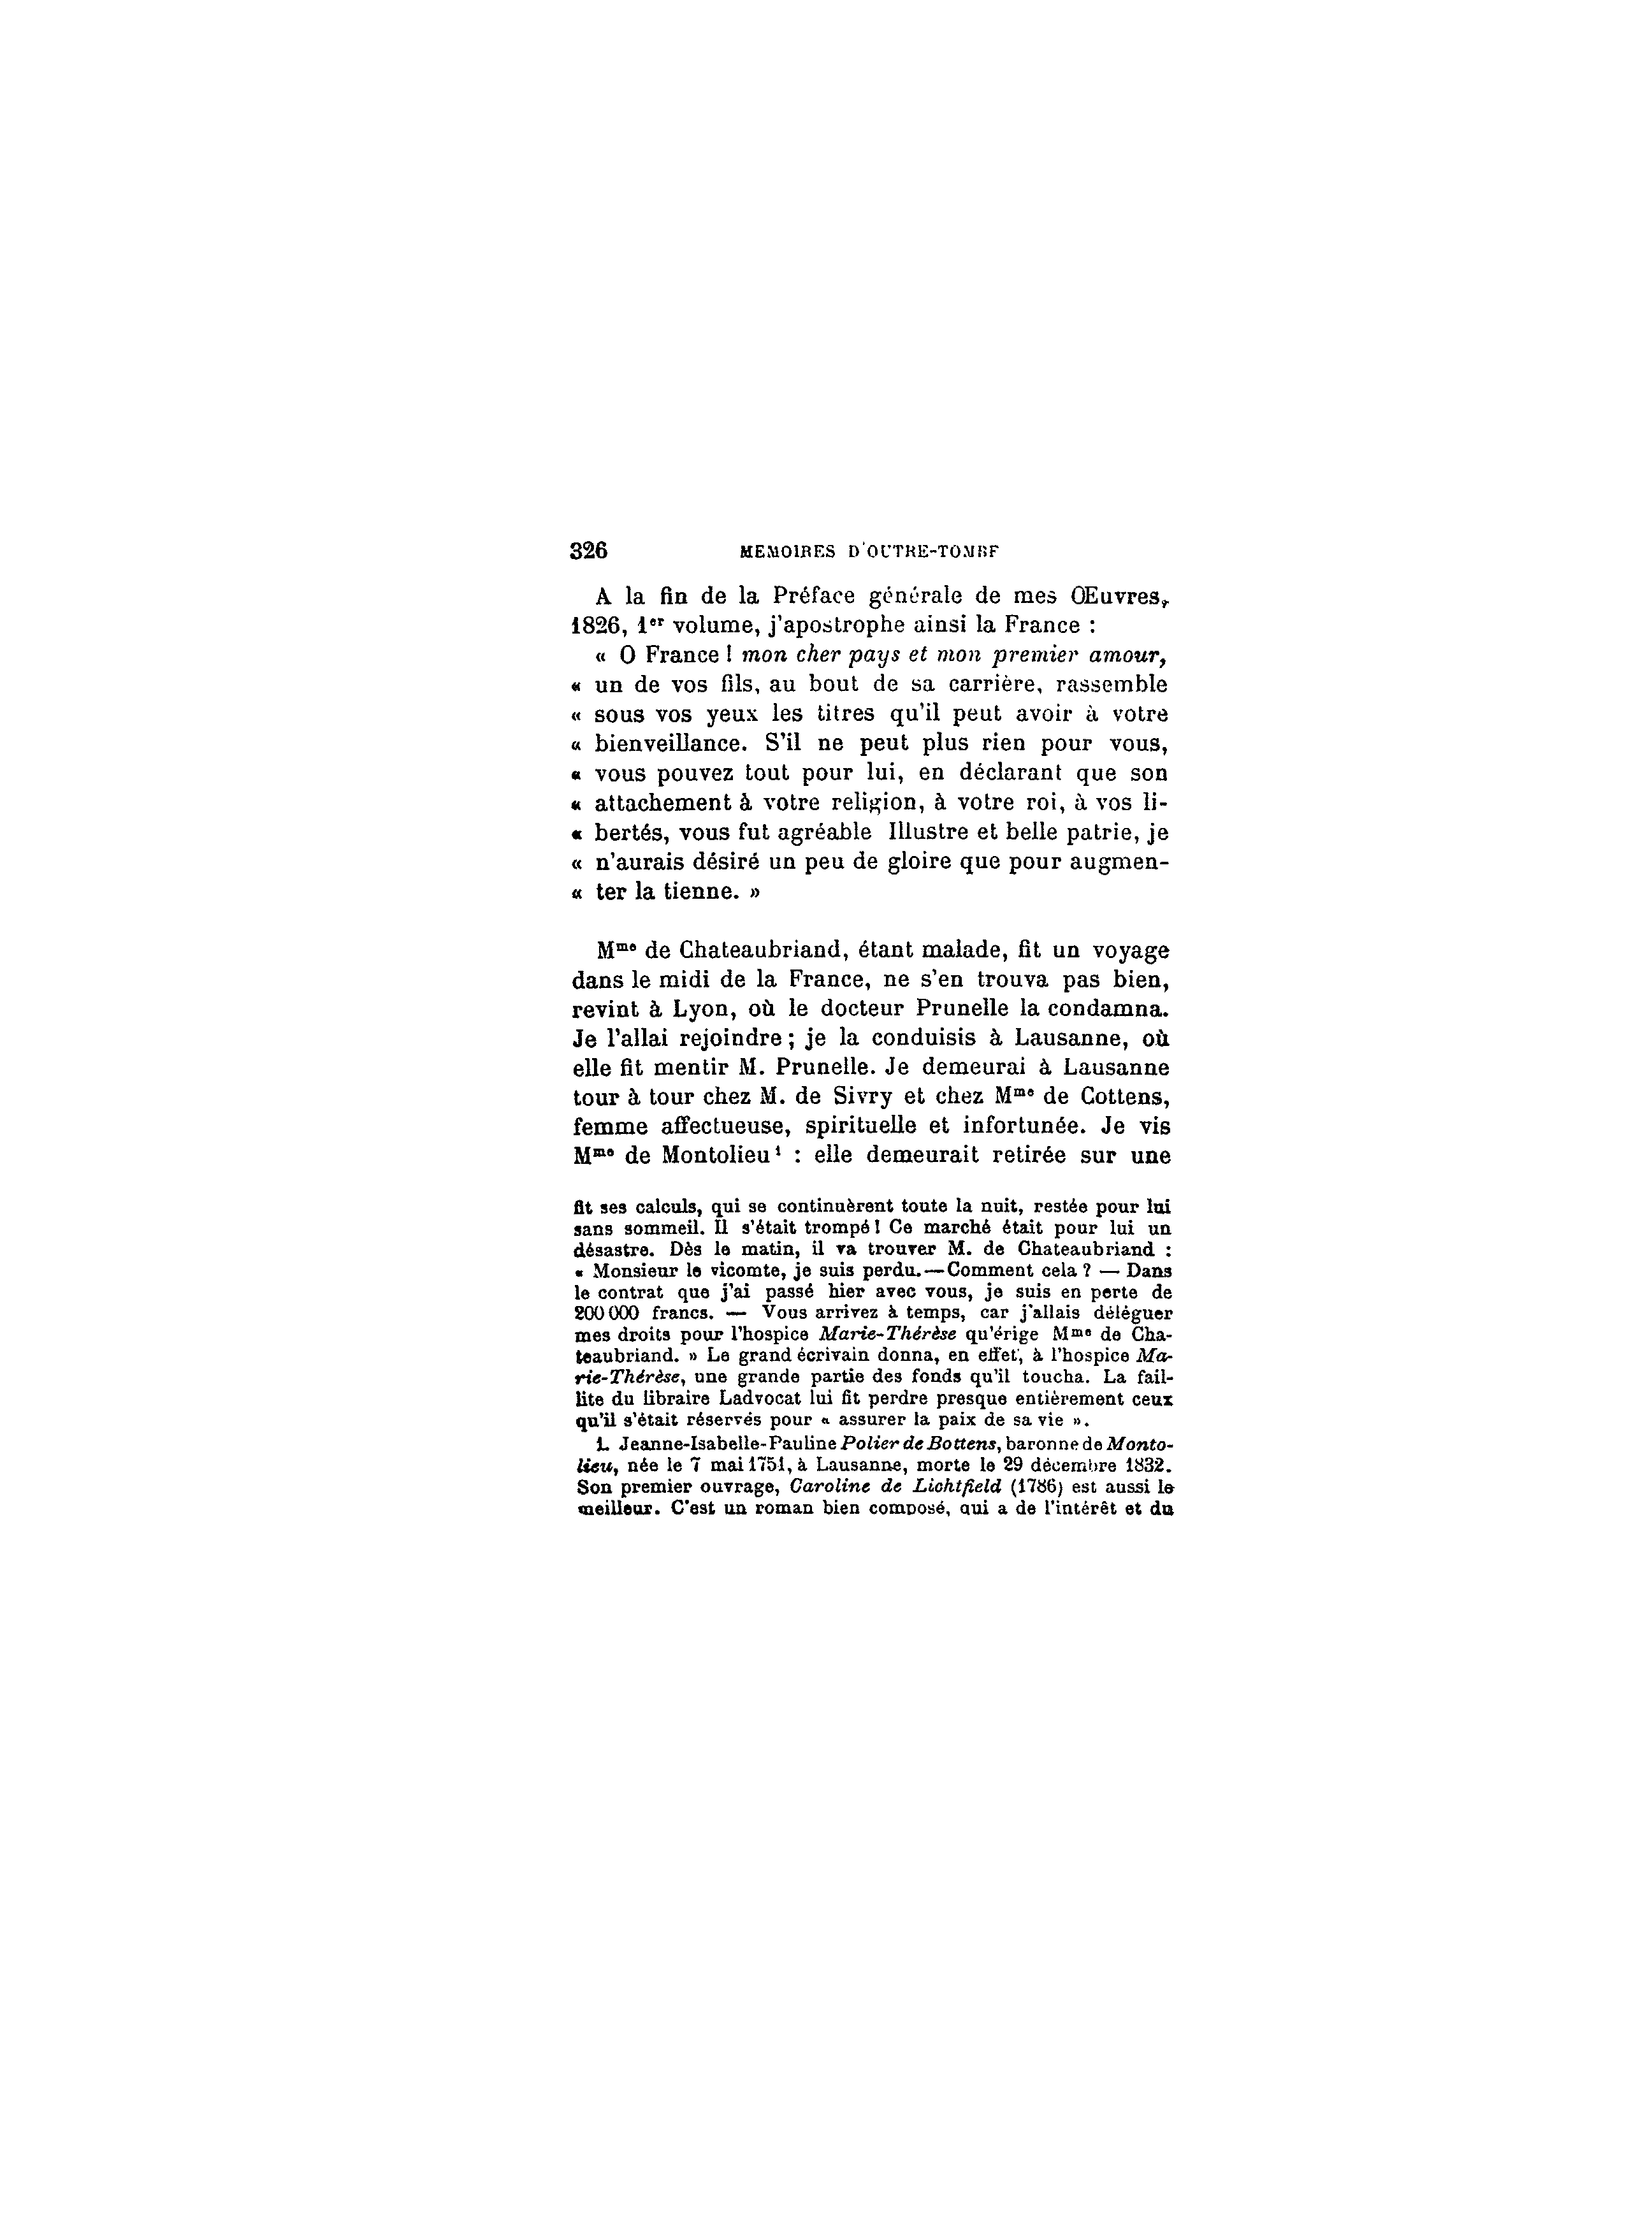 326 MEMOIRES D'OUTRE-TOMBE
A la fin de la Préface générale de mes Œuvres,
1826, 1er volume, j'apostrophe ainsi la France :
« O France ! mon cher pays et mon premier amour,
« un de vos fils, au bout de sa carrière, rassemble
« sous vos yeux les titres qu'il peut avoir à votre
« bienveillance. S'il ne peut plus rien pour vous,
« vous pouvez tout pour lui, en déclarant que son
« attachement à votre religion, à votre roi, à vos li-
« bertés, vous fut agréable Illustre et belle patrie, je
« n'aurais désiré un peu de gloire que pour augmen-
« ter la tienne. »
Mme de Chateaubriand, étant malade, fit un voyage
dans le midi de la France, ne s'en trouva pas bien,
revint à Lyon, où le docteur Prunelle la condamna.
Je l'allai rejoindre ; je la conduisis à Lausanne, où
elle fit mentir M. Prunelle. Je demeurai à Lausanne
tour à tour chez M. de Sivry et chez Mme de Cottens,
femme affectueuse, spirituelle et infortunée. Je vis
Mme de Montolieu¹ : elle demeurait retirée sur une
fit ses calculs, qui se continuèrent toute la nuit, restée pour lui
sans sommeil. Il s'était trompé ! Ce marché était pour lui un
désastre. Dès le matin, il va trouver M. de Chateaubriand :
« Monsieur le vicomte, je suis perdu. — Comment cela ? — Dans
le contrat que j'ai passé hier avec vous, je suis en perte de
200 000 francs. — Vous arrivez à temps, car j'allais déléguer
mes droits pour l'hospice Marie-Thérèse qu'érige Mme de Cha-
teaubriand. » Le grand écrivain donna, en effet, à l'hospice Ma-
rie-Thérèse, une grande partie des fonds qu'il toucha. La fail-
lite du libraire Ladvocat lui fit perdre presque entièrement ceux
qu'il s'était réservés pour « assurer la paix de sa vie ».
1. Jeanne-Isabelle-Pauline Polier de Bottens, baronne de Monto-
lieu, née le 7 mai 1751, à Lausanne, morte le 29 décembre 1832.
Son premier ouvrage, Caroline de Lichtfield (1786) est aussi le
meilleur. C'est un roman bien composé, qui a de l'intérêt et du